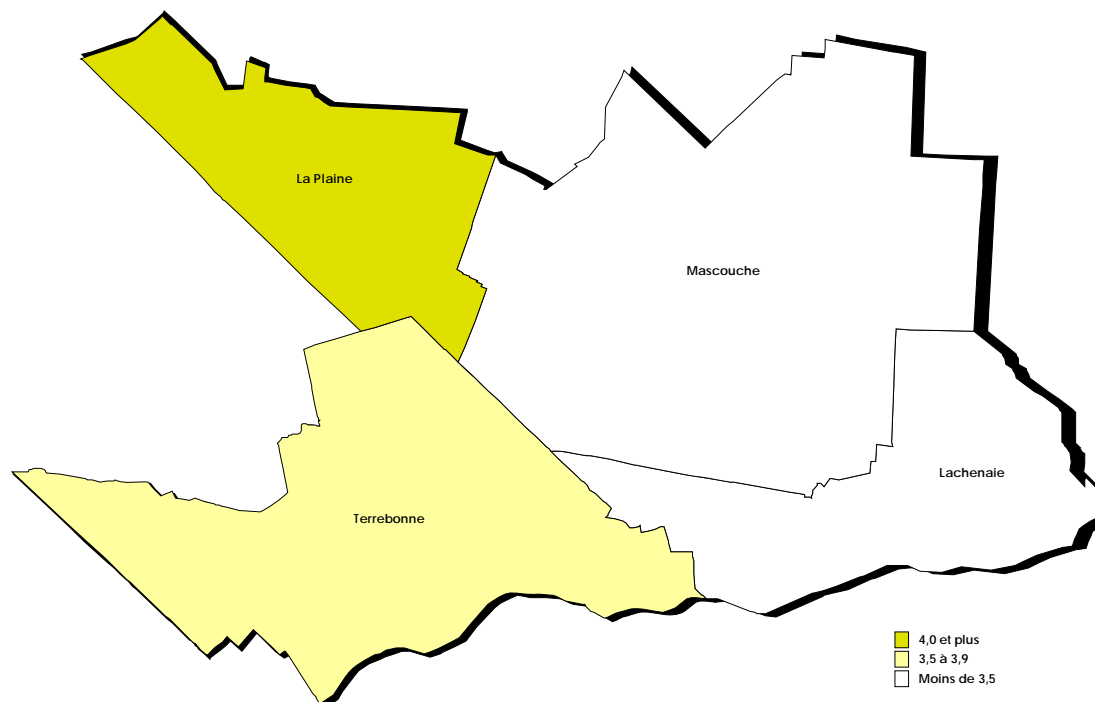 La Plaine
Mascouche
Lachenaie
Terrebonne
4,0 et plus
3,5 à 3,9
Moins de 3,5